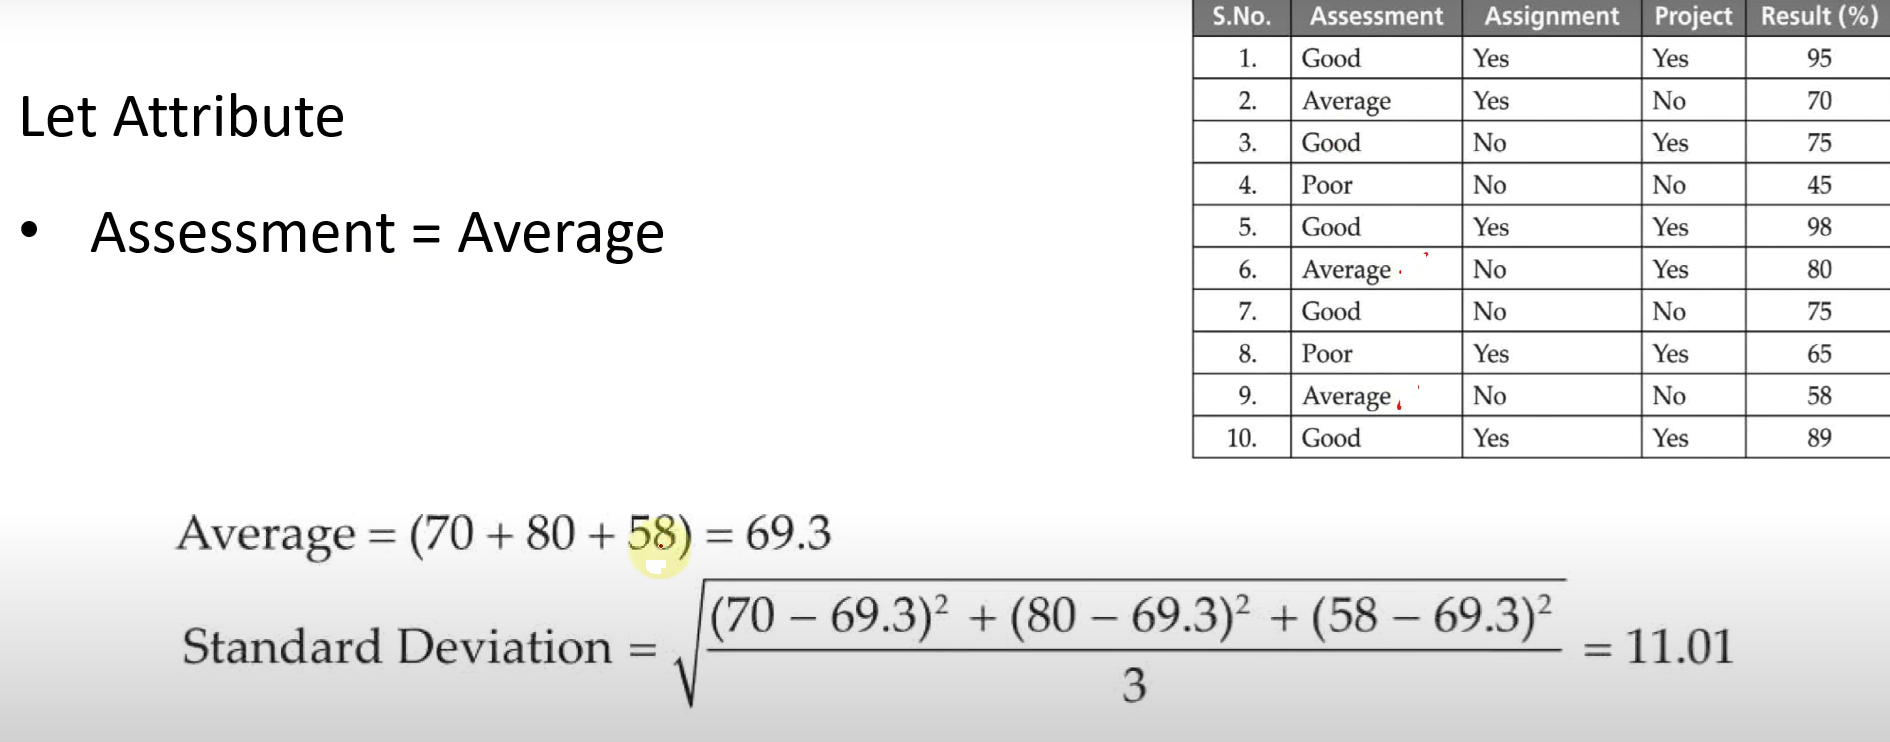 Let Attribute
• Assessment = Average
S.No. Assessment Assignment Project Result (%)
1. Good Yes Yes 95
2. Average Yes No 70
3. Good No Yes 75
4. Poor No No 45
5. Good Yes Yes 98
6. Average No Yes 80
7. Good No No 75
8. Poor Yes Yes 65
9. Average No No 58
10. Good Yes Yes 89
Average = (70 + 80 + 58) = 69.3
Standard Deviation = √((70 – 69.3)² + (80 – 69.3)² + (58 – 69.3)² / 3) = 11.01